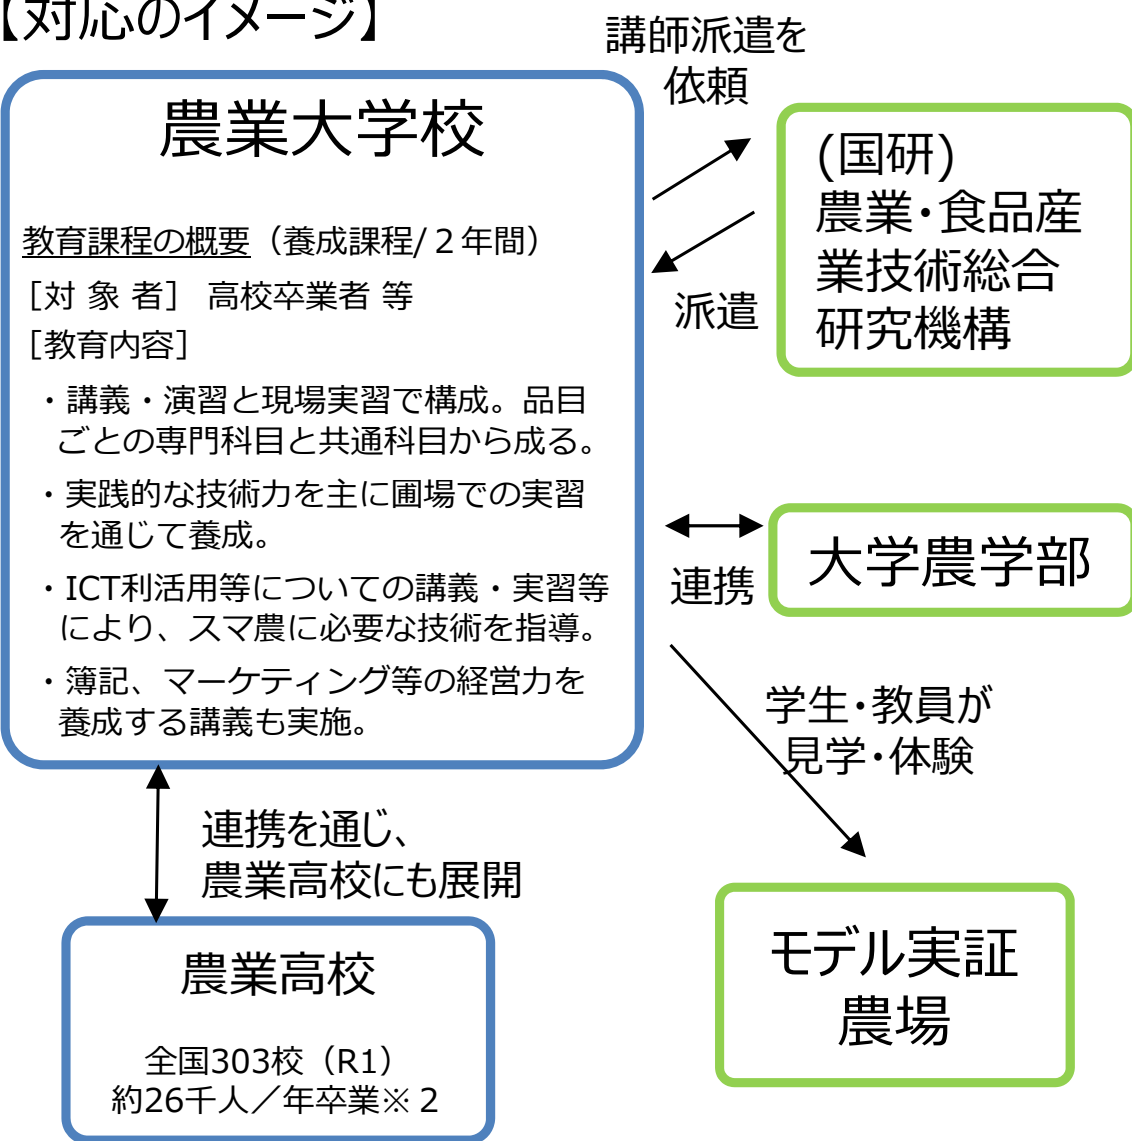 【対応のイメージ】
農業大学校
教育課程の概要（養成課程/２年間）
［対 象 者］ 高校卒業者 等
［教育内容］
・講義・演習と現場実習で構成。品目
ごとの専門科目と共通科目から成る。
・実践的な技術力を主に圃場での実習
を通じて養成。
・ICT利活用等についての講義・実習等
により、スマ農に必要な技術を指導。
・簿記、マーケティング等の経営力を
養成する講義も実施。
講師派遣を
依頼
派遣
(国研)
農業･食品産
業技術総合
研究機構
連携
大学農学部
学生･教員が
見学･体験
モデル実証
農場
連携を通じ、
農業高校にも展開
農業高校
全国303校（R1）
約26千人／年卒業※２